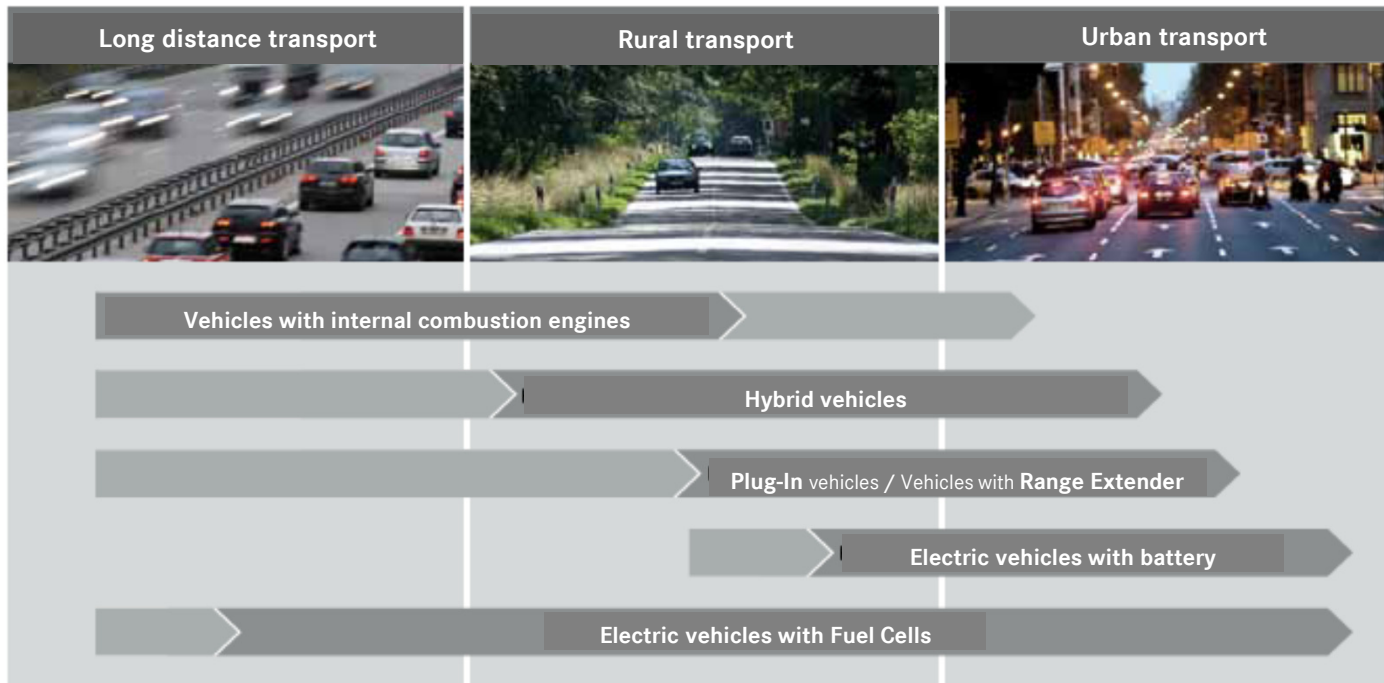 Long distance transport
Rural transport
Urban transport
Vehicles with internal combustion engines
Hybrid vehicles
Plug-In vehicles / Vehicles with Range Extender
Electric vehicles with battery
Electric vehicles with Fuel Cells